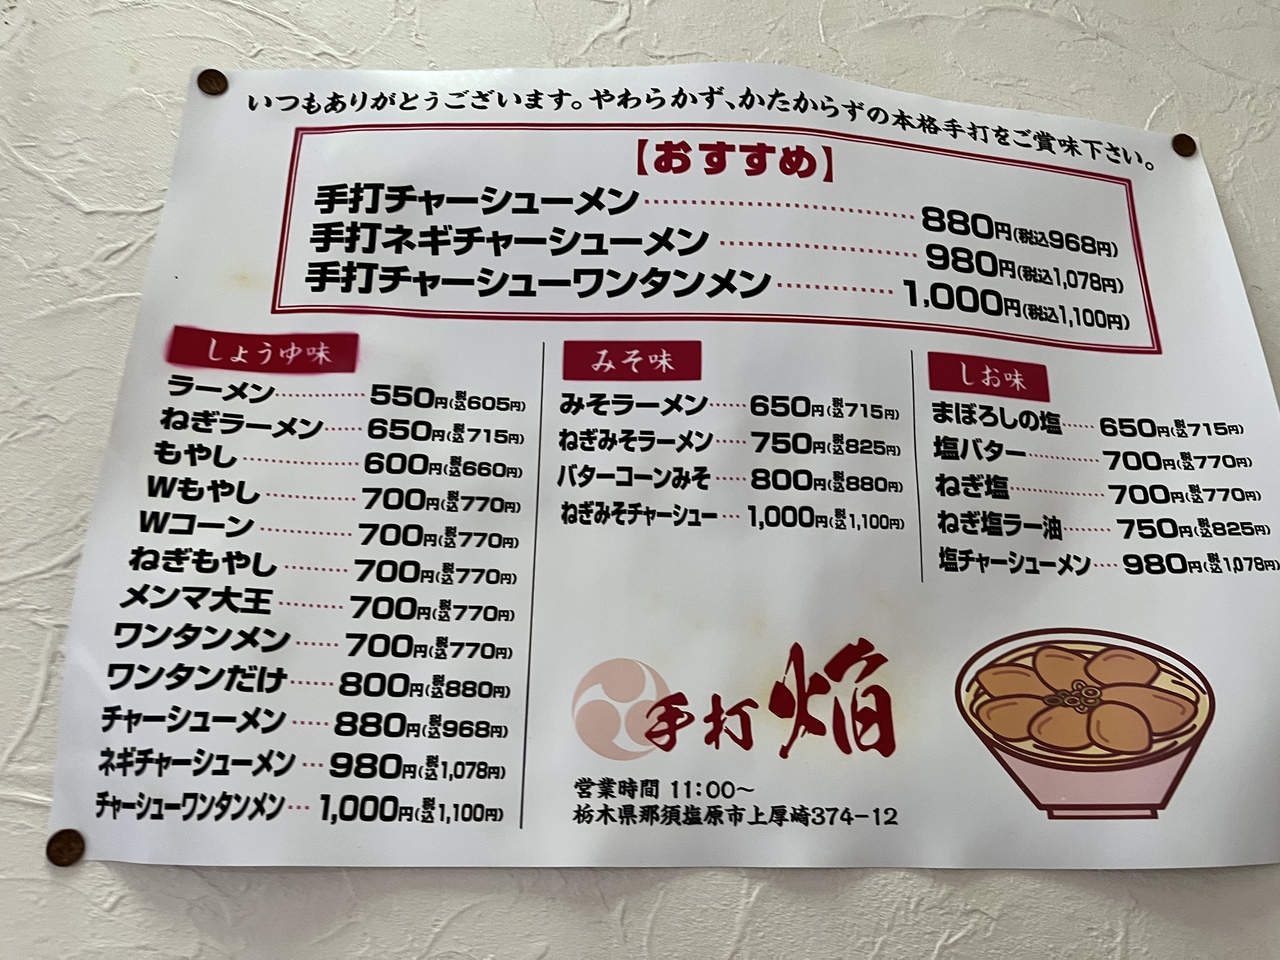 いつもありがとうございます。やわらかず、かたからずの本格手打をご賞味下さい。
【おすすめ】
手打チャーシューメン 880円(税込968円)
手打ネギチャーシューメン 980円(税込1,078円)
手打チャーシューワンタンメン 1,000円(税込1,100円)
しょうゆ味
ラーメン 550円(税込605円)
ねぎラーメン 650円(税込715円)
もやし 600円(税込660円)
Wもやし 700円(税込770円)
Wコーン 700円(税込770円)
ねぎもやし 700円(税込770円)
メンマ大王 700円(税込770円)
ワンタンメン 700円(税込770円)
ワンタンだけ 800円(税込880円)
チャーシューメン 880円(税込968円)
ネギチャーシューメン 980円(税込1,078円)
チャーシューワンタンメン 1,000円(税込1,100円)
みそ味
みそラーメン 650円(税込715円)
ねぎみそラーメン 750円(税込825円)
バターコーンみそ 800円(税込880円)
ねぎみそチャーシュー 1,000円(税込1,100円)
しお味
まぼろしの塩 650円(税込715円)
塩バター 700円(税込770円)
ねぎ塩 700円(税込770円)
ねぎ塩ラー油 750円(税込825円)
塩チャーシューメン 980円(税込1,078円)
手打 焔
営業時間 11:00〜
栃木県那須塩原市上厚崎374−12